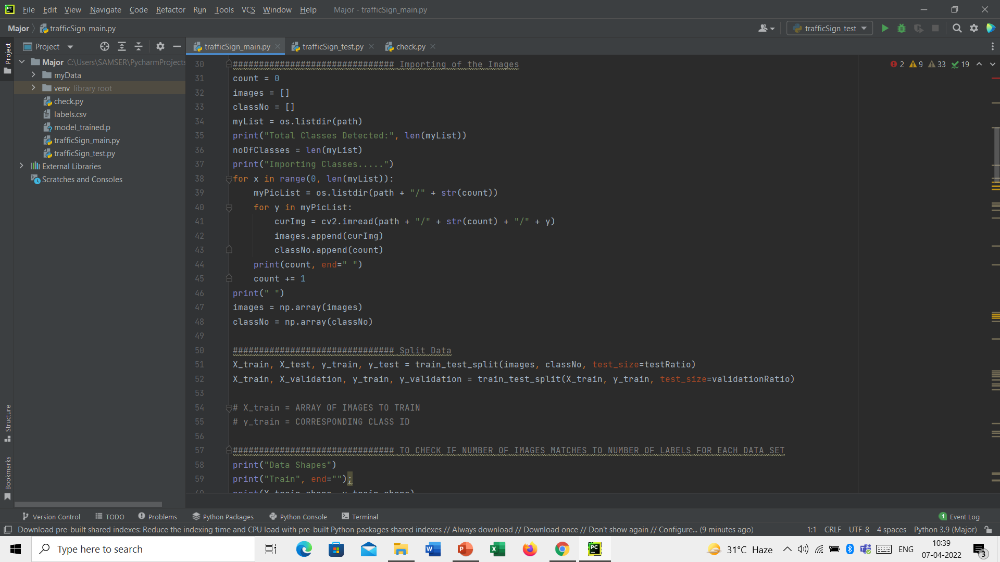 File Edit View Navigate Code Refactor Run Tools VCS Window Help Major - trafficSign_main.py
Major trafficSign_main.py trafficSign_test
Project trafficSign_main.py trafficSign_test.py check.py
Project
Major C:\Users\SAMSER\PycharmProjects
myData
venv library root
check.py
labels.csv
model_trained.p
trafficSign_main.py
trafficSign_test.py
External Libraries
Scratches and Consoles
Structure
Bookmarks
2 9 33 19
30 ############################### Importing of the Images
31 count = 0
32 images = []
33 classNo = []
34 myList = os.listdir(path)
35 print("Total Classes Detected:", len(myList))
36 noOfClasses = len(myList)
37 print("Importing Classes.....")
38 for x in range(0, len(myList)):
39 myPicList = os.listdir(path + "/" + str(count))
40 for y in myPicList:
41 curImg = cv2.imread(path + "/" + str(count) + "/" + y)
42 images.append(curImg)
43 classNo.append(count)
44 print(count, end=" ")
45 count += 1
46 print(" ")
47 images = np.array(images)
48 classNo = np.array(classNo)
49
50 ############################### Split Data
51 X_train, X_test, y_train, y_test = train_test_split(images, classNo, test_size=testRatio)
52 X_train, X_validation, y_train, y_validation = train_test_split(X_train, y_train, test_size=validationRatio)
53
54 # X_train = ARRAY OF IMAGES TO TRAIN
55 # y_train = CORRESPONDING CLASS ID
56
57 ############################### TO CHECK IF NUMBER OF IMAGES MATCHES TO NUMBER OF LABELS FOR EACH DATA SET
58 print("Data Shapes")
59 print("Train", end="");
60 print(X_train.shape, y_train.shape)
Version Control TODO Problems Python Packages Python Console Terminal 1 Event Log
Download pre-built shared indexes: Reduce the indexing time and CPU load with pre-built Python packages shared indexes // Always download // Download once // Don't show again // Configure... (9 minutes ago) 1:1 CRLF UTF-8 4 spaces Python 3.9 (Major)
Type here to search 31°C Haze ENG 10:39
07-04-2022 3